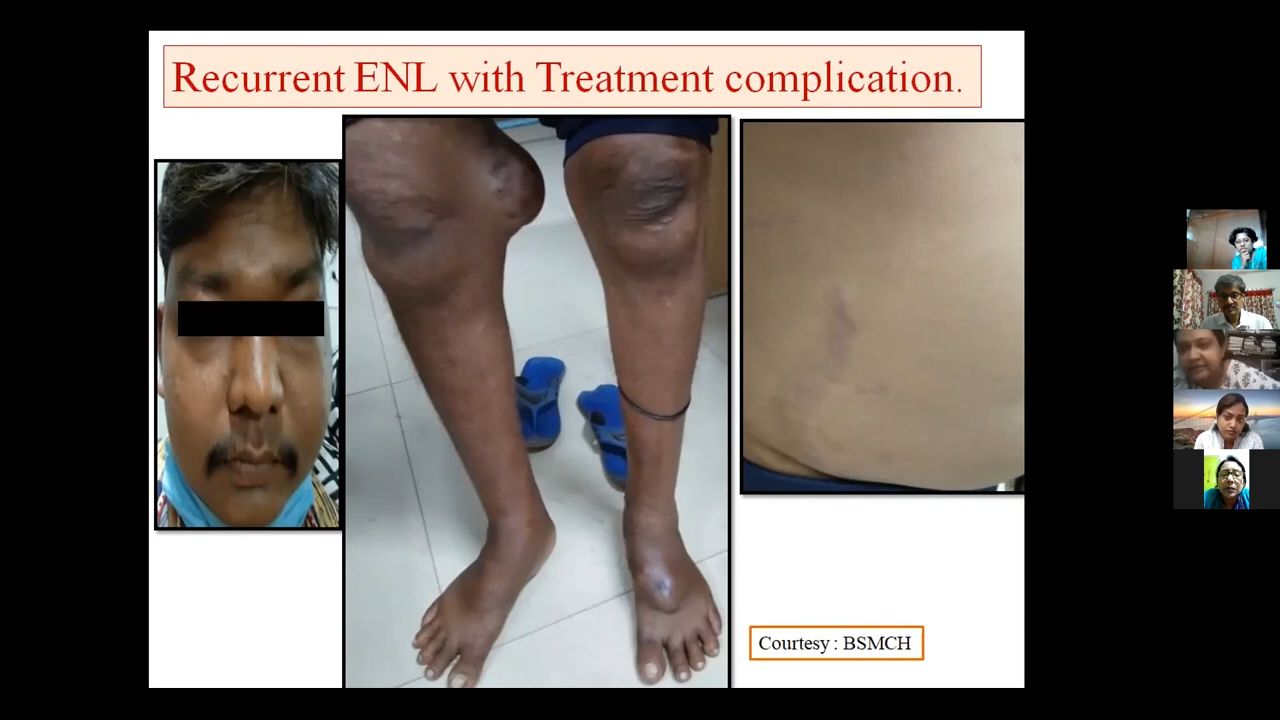 Recurrent ENL with Treatment complication.
Courtesy : BSMCH